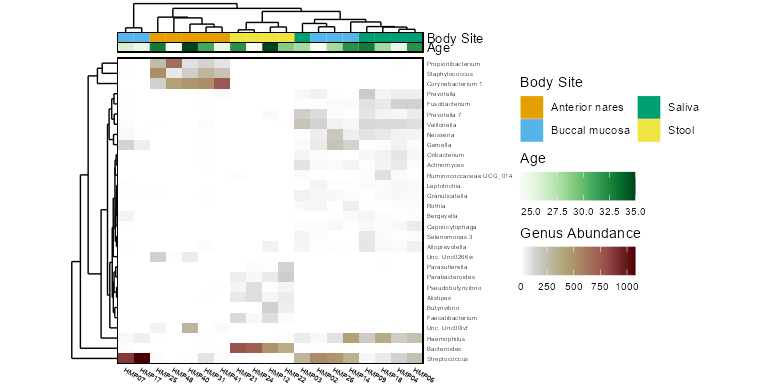 Body Site
Age
Propionibacterium
Staphylococcus
Corynebacterium 1
Prevotella
Fusobacterium
Prevotella 7
Veillonella
Neisseria
Gemella
Oribacterium
Actinomyces
Ruminococcaceae UCG_014
Leptotrichia
Granulicatella
Rothia
Bergeyella
Capnocytophaga
Selenomonas 3
Alloprevotella
Unc_Unc0266w
Parasutterella
Parabacteroides
Pseudobutyrivibrio
Alistipes
Butyrivibrio
Faecalibacterium
Haemophilus
Bacteroides
Streptococcus
HMP07
HMP17
HMP25
HMP48
HMP40
HMP31
HMP41
HMP21
HMP24
HMP12
HMP22
HMP03
HMP02
HMP26
HMP14
HMP09
HMP18
HMP04
HMP06
Body Site
Anterior nares
Saliva
Buccal mucosa
Stool
Age
25.0 27.5 30.0 32.5 35.0
Genus Abundance
0 250 500 750 1000